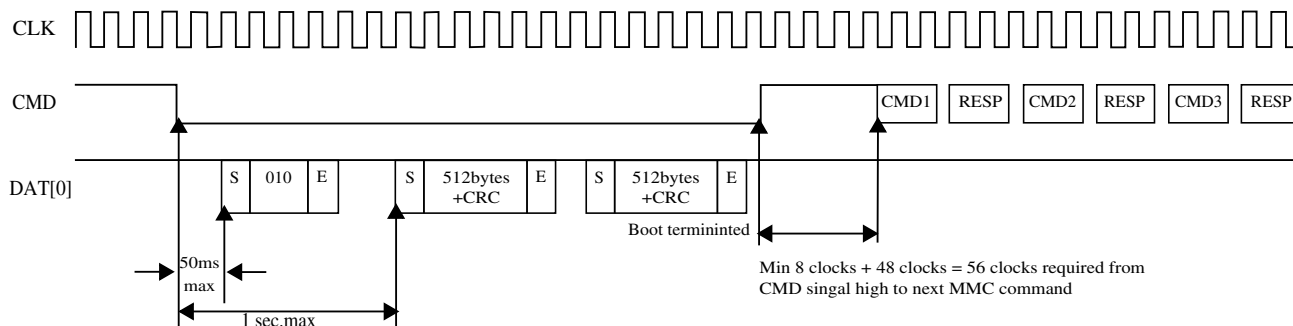 CLK
CMD
CMD1
RESP
CMD2
RESP
CMD3
RESP
DAT[0]
S
010
E
S
512bytes
+CRC
E
S
512bytes
+CRC
E
Boot termininted
50ms
max
Min 8 clocks + 48 clocks = 56 clocks required from
CMD singal high to next MMC command
1 sec.max